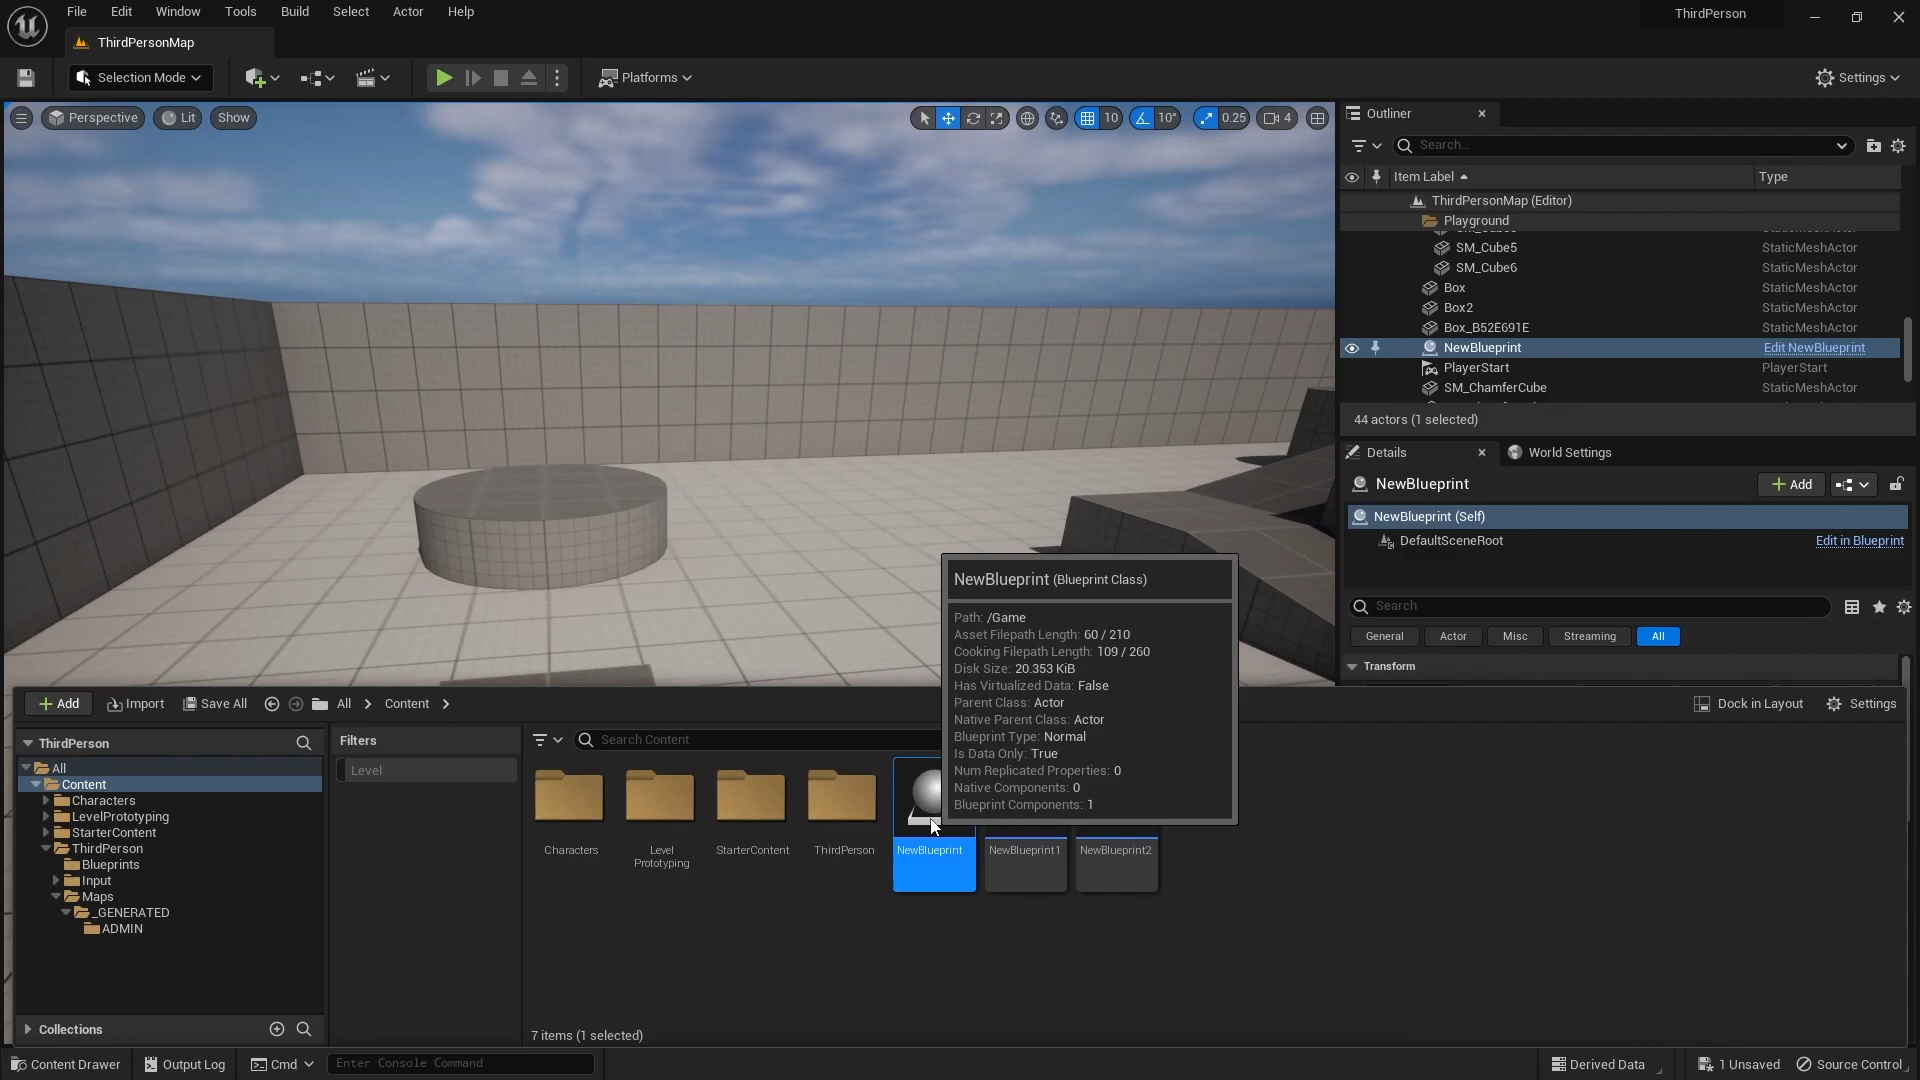 File Edit Window Tools Build Select Actor Help
ThirdPerson
ThirdPersonMap
Selection Mode
Platforms
Settings
Perspective Lit Show
10 10° 0.25 4
Outliner
Search...
Item Label Type
ThirdPersonMap (Editor)
Playground
SM_Cube5 StaticMeshActor
SM_Cube6 StaticMeshActor
Box StaticMeshActor
Box2 StaticMeshActor
Box_B52E691E StaticMeshActor
NewBlueprint Edit NewBlueprint
PlayerStart PlayerStart
SM_ChamferCube StaticMeshActor
44 actors (1 selected)
Details World Settings
NewBlueprint Add
NewBlueprint (Self)
DefaultSceneRoot Edit in Blueprint
Search
General Actor Misc Streaming All
Transform
NewBlueprint (Blueprint Class)
Path: /Game
Asset Filepath Length: 60 / 210
Cooking Filepath Length: 109 / 260
Disk Size: 20.353 KiB
Has Virtualized Data: False
Parent Class: Actor
Native Parent Class: Actor
Blueprint Type: Normal
Is Data Only: True
Num Replicated Properties: 0
Native Components: 0
Blueprint Components: 1
Add Import Save All All Content
Dock in Layout Settings
ThirdPerson
All
Content
Characters
LevelPrototyping
StarterContent
ThirdPerson
Blueprints
Input
Maps
_GENERATED
ADMIN
Collections
Filters
Level
Search Content
Characters
Level
Prototyping
StarterContent
ThirdPerson
NewBlueprint
NewBlueprint1
NewBlueprint2
7 items (1 selected)
Content Drawer Output Log Cmd Enter Console Command
Derived Data 1 Unsaved Source Control